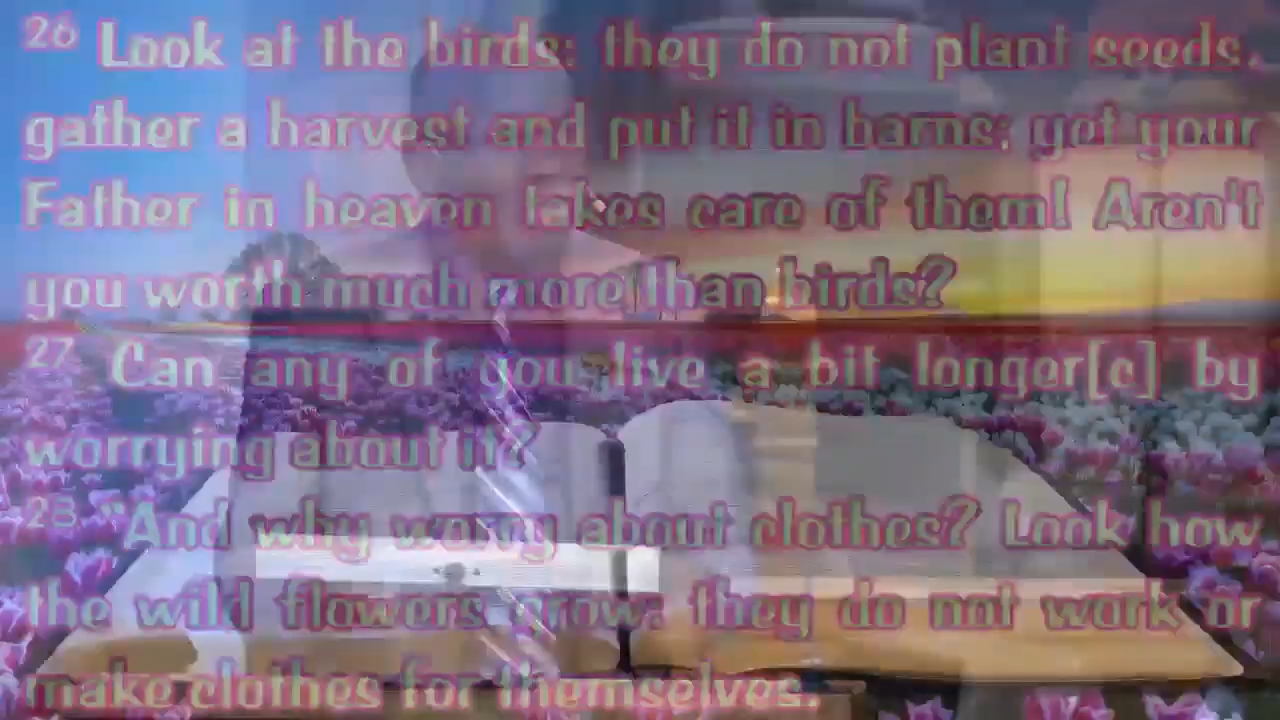 26 Look at the birds: they do not plant seeds,
gather a harvest and put it in barns; yet your
Father in heaven takes care of them! Aren't
you worth much more than birds?
27 Can any of you live a bit longer[c] by
worrying about it?
28 "And why worry about clothes? Look how
the wild flowers grow: they do not work or
make clothes for themselves.